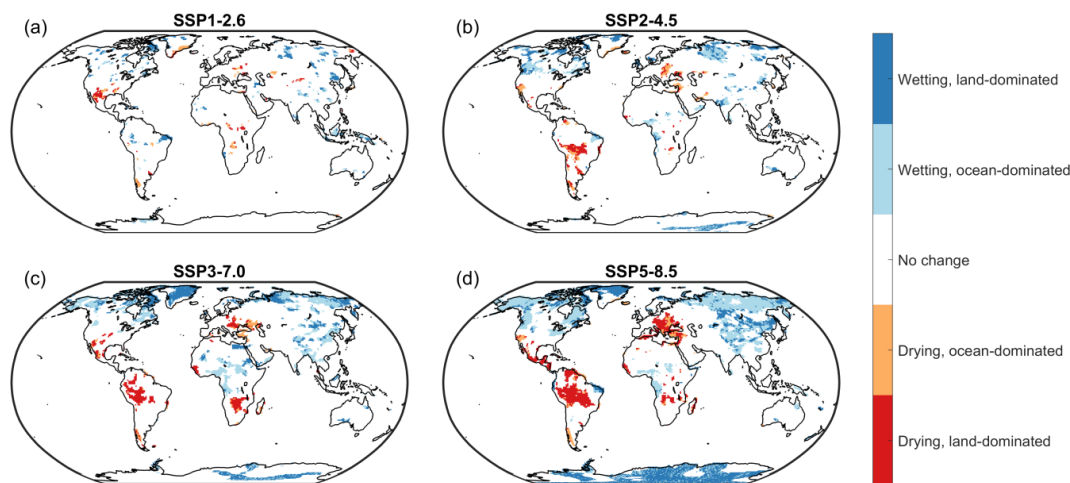 (a) SSP1-2.6
(b) SSP2-4.5
(c) SSP3-7.0
(d) SSP5-8.5
Wetting, land-dominated
Wetting, ocean-dominated
No change
Drying, ocean-dominated
Drying, land-dominated